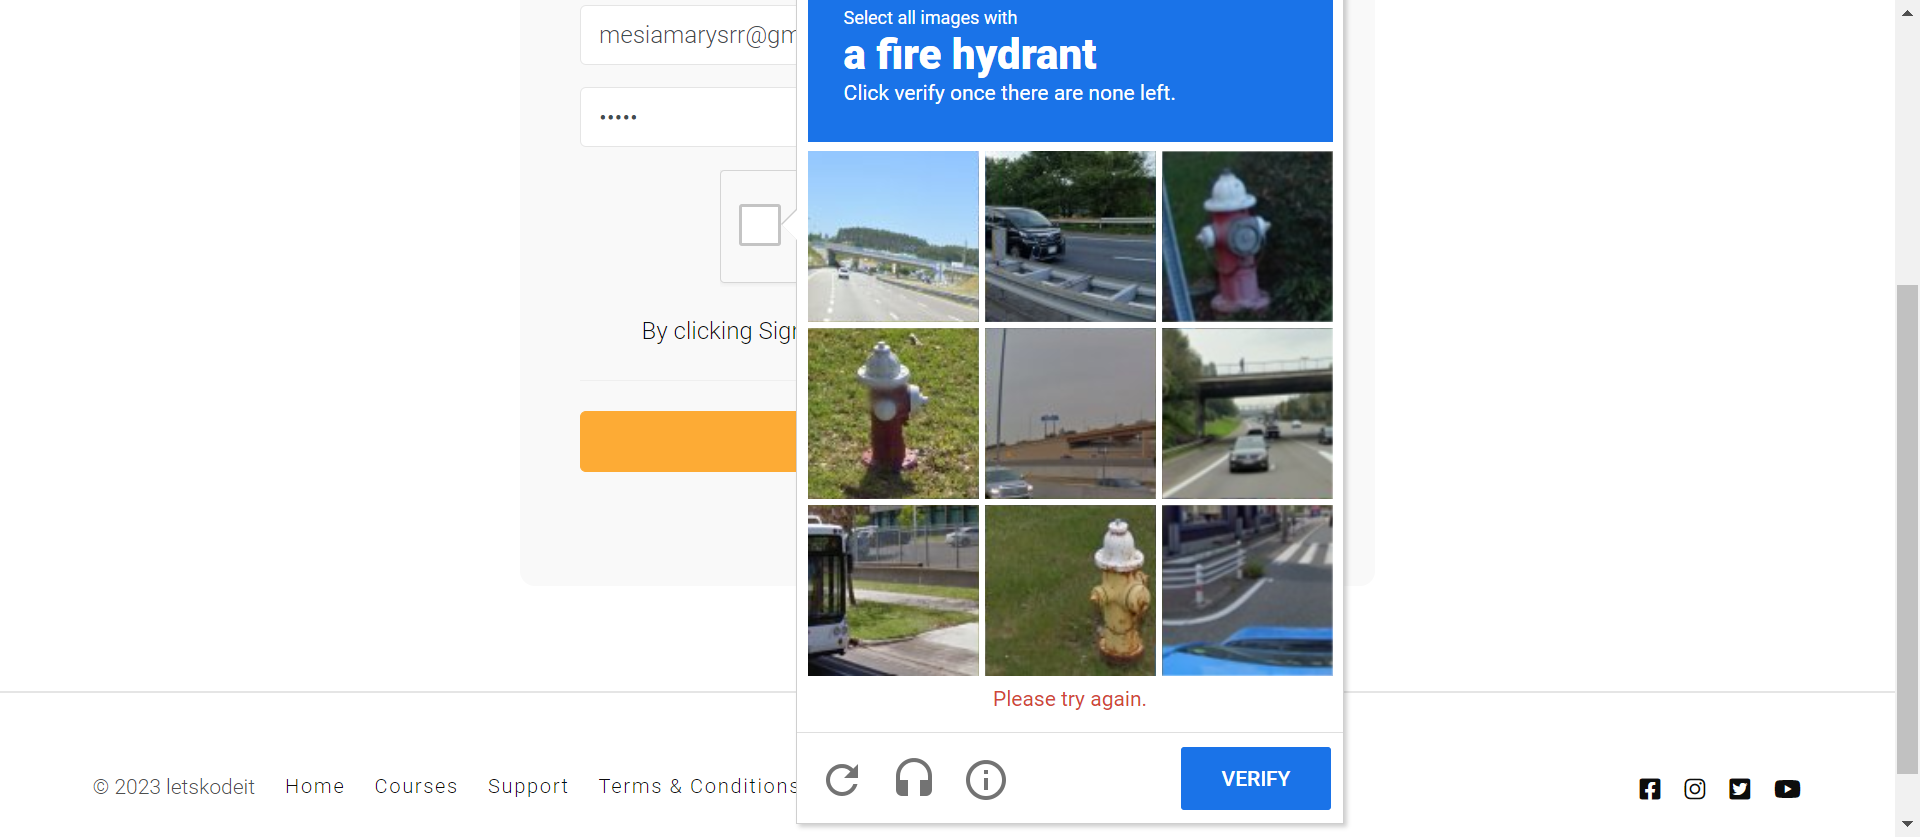 mesiamarysrr@gm
•••••
By clicking Sign
Select all images with
a fire hydrant
Click verify once there are none left.
Please try again.
VERIFY
© 2023 letskodeit Home Courses Support Terms & Conditions